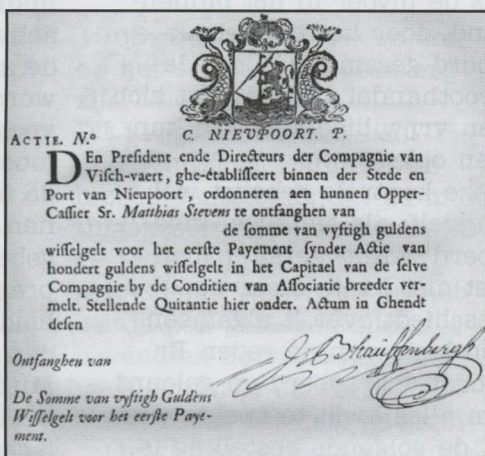 C. NIEUPOORT. P.
ACTIE. N.º
DEn President ende Directeurs der Compagnie van
Visch-vaert, ghe-établisseert binnen der Stede en
Port van Nieupoort, ordonneren aen hunnen Opper-
Cassier Sr. Matthias Stevens te ontfanghen van
de somme van vyftigh guldens
wisselgelt voor het eerste Payement synder Actie van
hondert guldens wisselgelt in het Capitael van de selve
Compagnie by de Conditien van Associatie breeder ver-
melt. Stellende Quitantie hier onder. Actum in Ghendt
desen
Ontfanghen van
De Somme van vyftigh Guldens
Wisselgelt voor het eerste Paye-
ment.